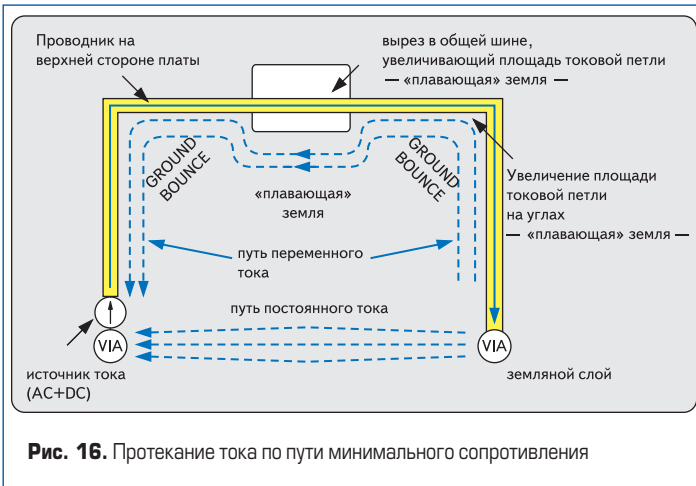 Проводник на
верхней стороне платы
вырез в общей шине,
увеличивающий площадь токовой петли
— «плавающая» земля —
GROUND
BOUNCE
GROUND
BOUNCE
«плавающая»
земля
Увеличение площади
токовой петли
на углах
— «плавающая» земля —
путь переменного
тока
путь постоянного тока
VIA
VIA
источник тока
(AC+DC)
земляной слой
Рис. 16. Протекание тока по пути минимального сопротивления